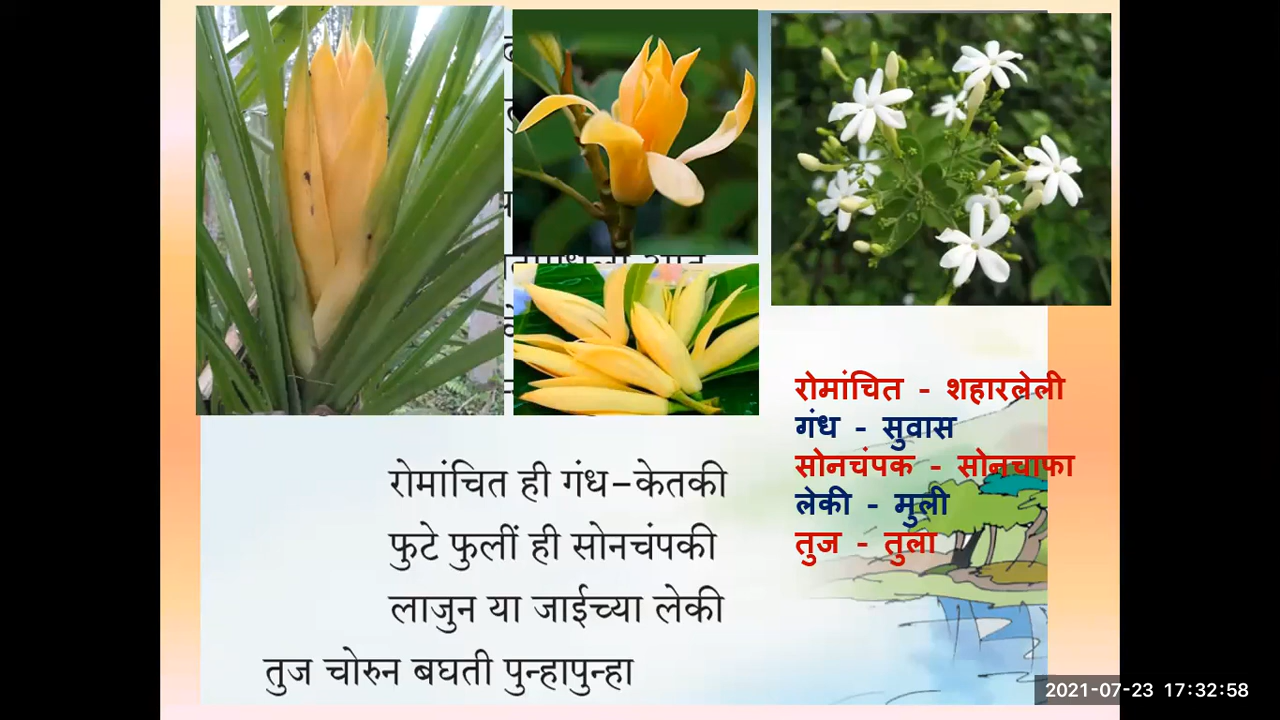 रोमांचित - शहारलेली
गंध - सुवास
सोनचंपक - सोनचाफा
लेकी - मुली
तुज - तुला
रोमांचित ही गंध-केतकी
फुटे फुलीं ही सोनचंपकी
लाजुन या जाईच्या लेकी
तुज चोरुन बघती पुन्हापुन्हा
2021-07-23 17:32:58